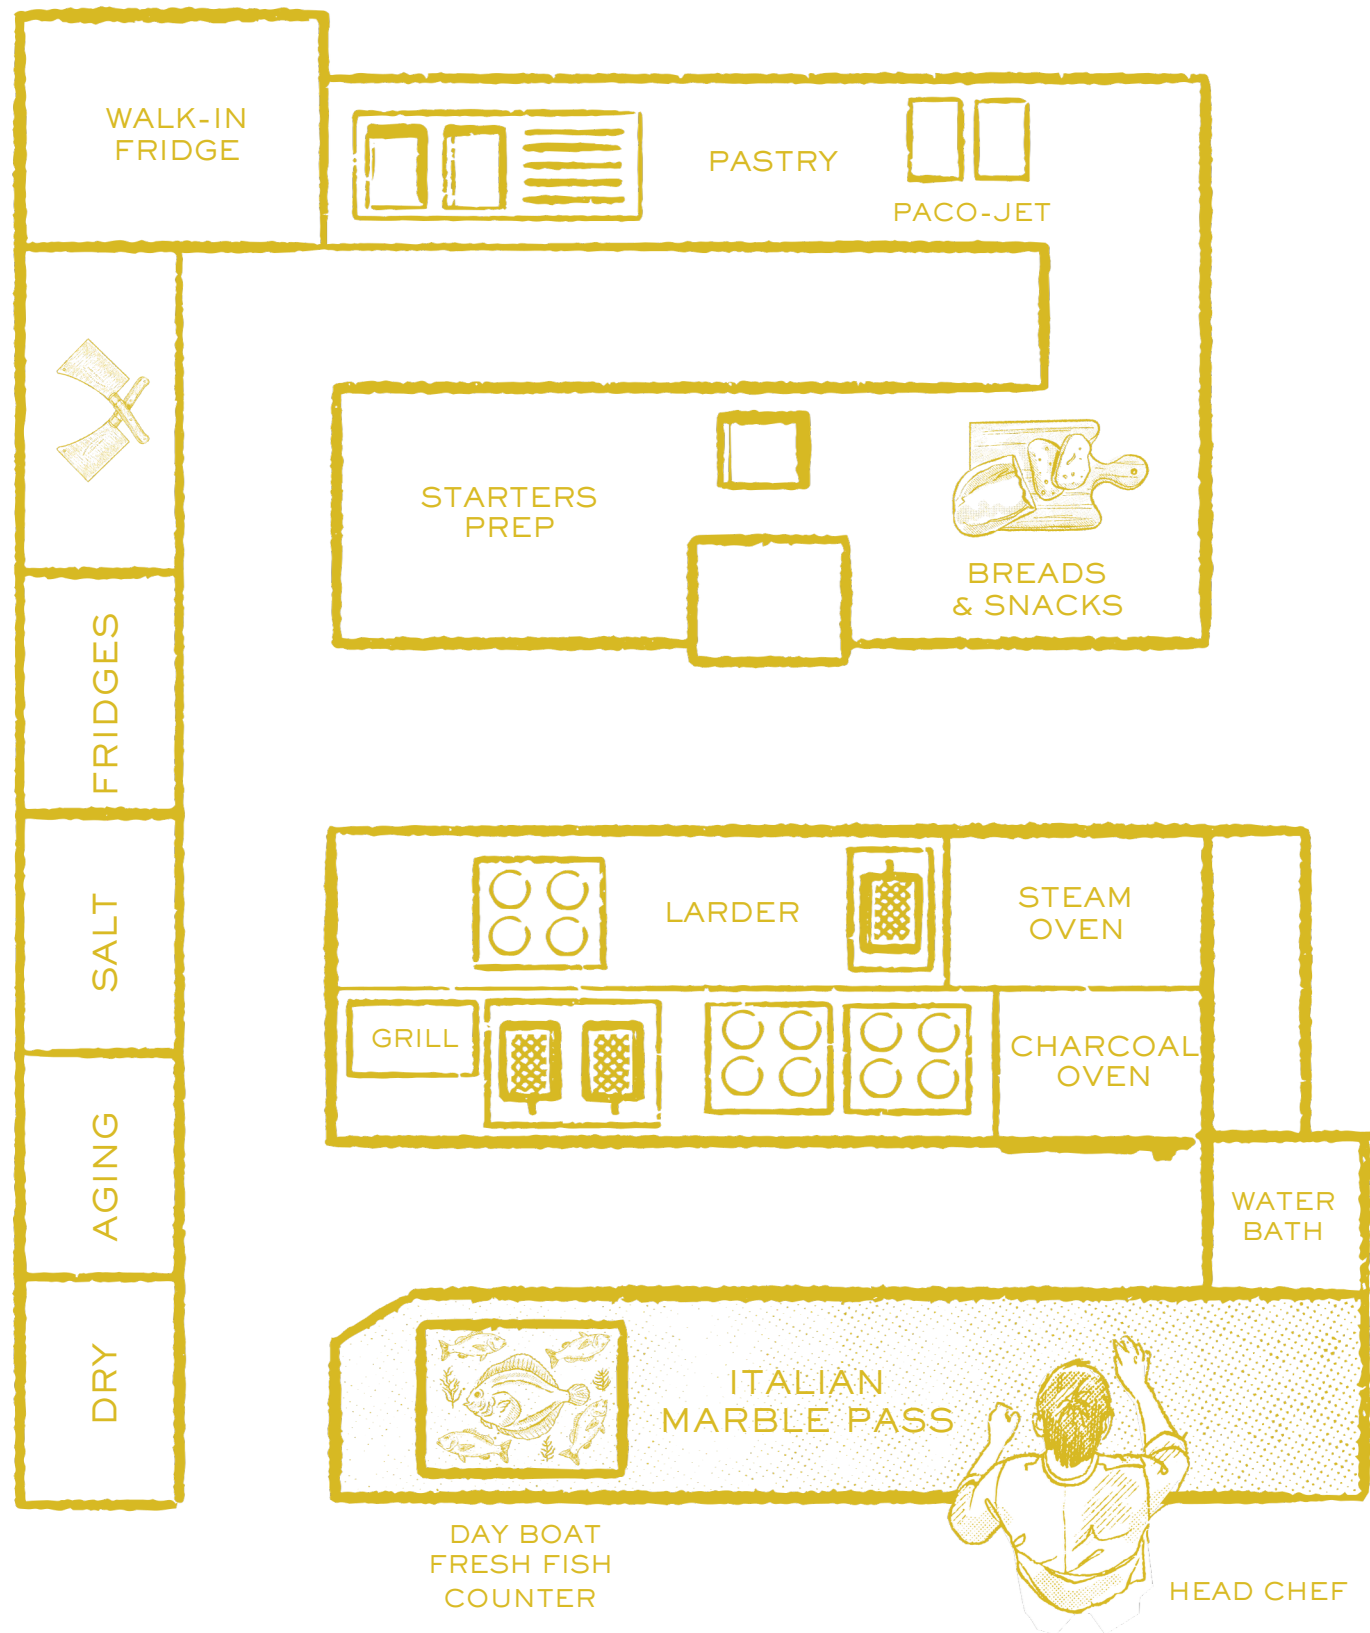 WALK-IN
FRIDGE
PASTRY
PACO-JET
STARTERS
PREP
BREADS
& SNACKS
FRIDGES
SALT
AGING
DRY
LARDER
STEAM
OVEN
GRILL
CHARCOAL
OVEN
WATER
BATH
ITALIAN
MARBLE PASS
DAY BOAT
FRESH FISH
COUNTER
HEAD CHEF